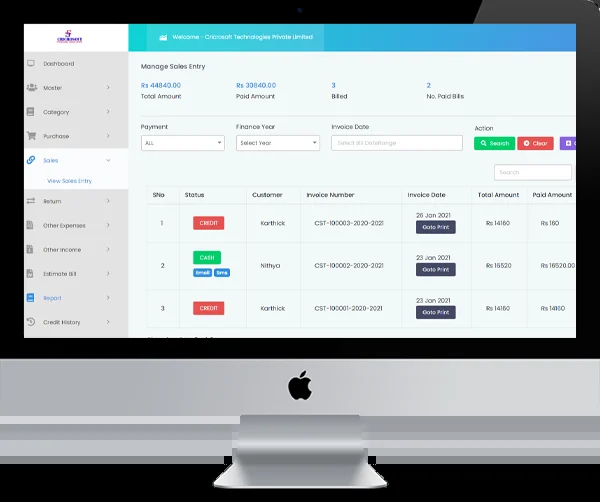 CRICRSOFT
Welcome - Cricrosoft Technologies Private Limited
Dashboard
Master
Category
Purchase
Sales
View Sales Entry
Return
Other Expenses
Other Income
Estimate Bill
Report
Credit History
Manage Sales Entry
Rs 44840.00
Total Amount
Rs 30840.00
Paid Amount
3
Billed
2
No. Paid Bills
Payment
ALL
Finance Year
Select Year
Invoice Date
Select Bill DateRange
Action
Search
Clear
Search
SNo Status Customer Invoice Number Invoice Date Total Amount Paid Amount
1 CREDIT Karthick CST-100003-2020-2021 26 Jan 2021 Goto Print Rs 14160 Rs 160
2 CASH Email Sms Nithya CST-100002-2020-2021 23 Jan 2021 Goto Print Rs 16520 Rs 16520.00
3 CREDIT Karthick CST-100001-2020-2021 23 Jan 2021 Goto Print Rs 14160 Rs 14160